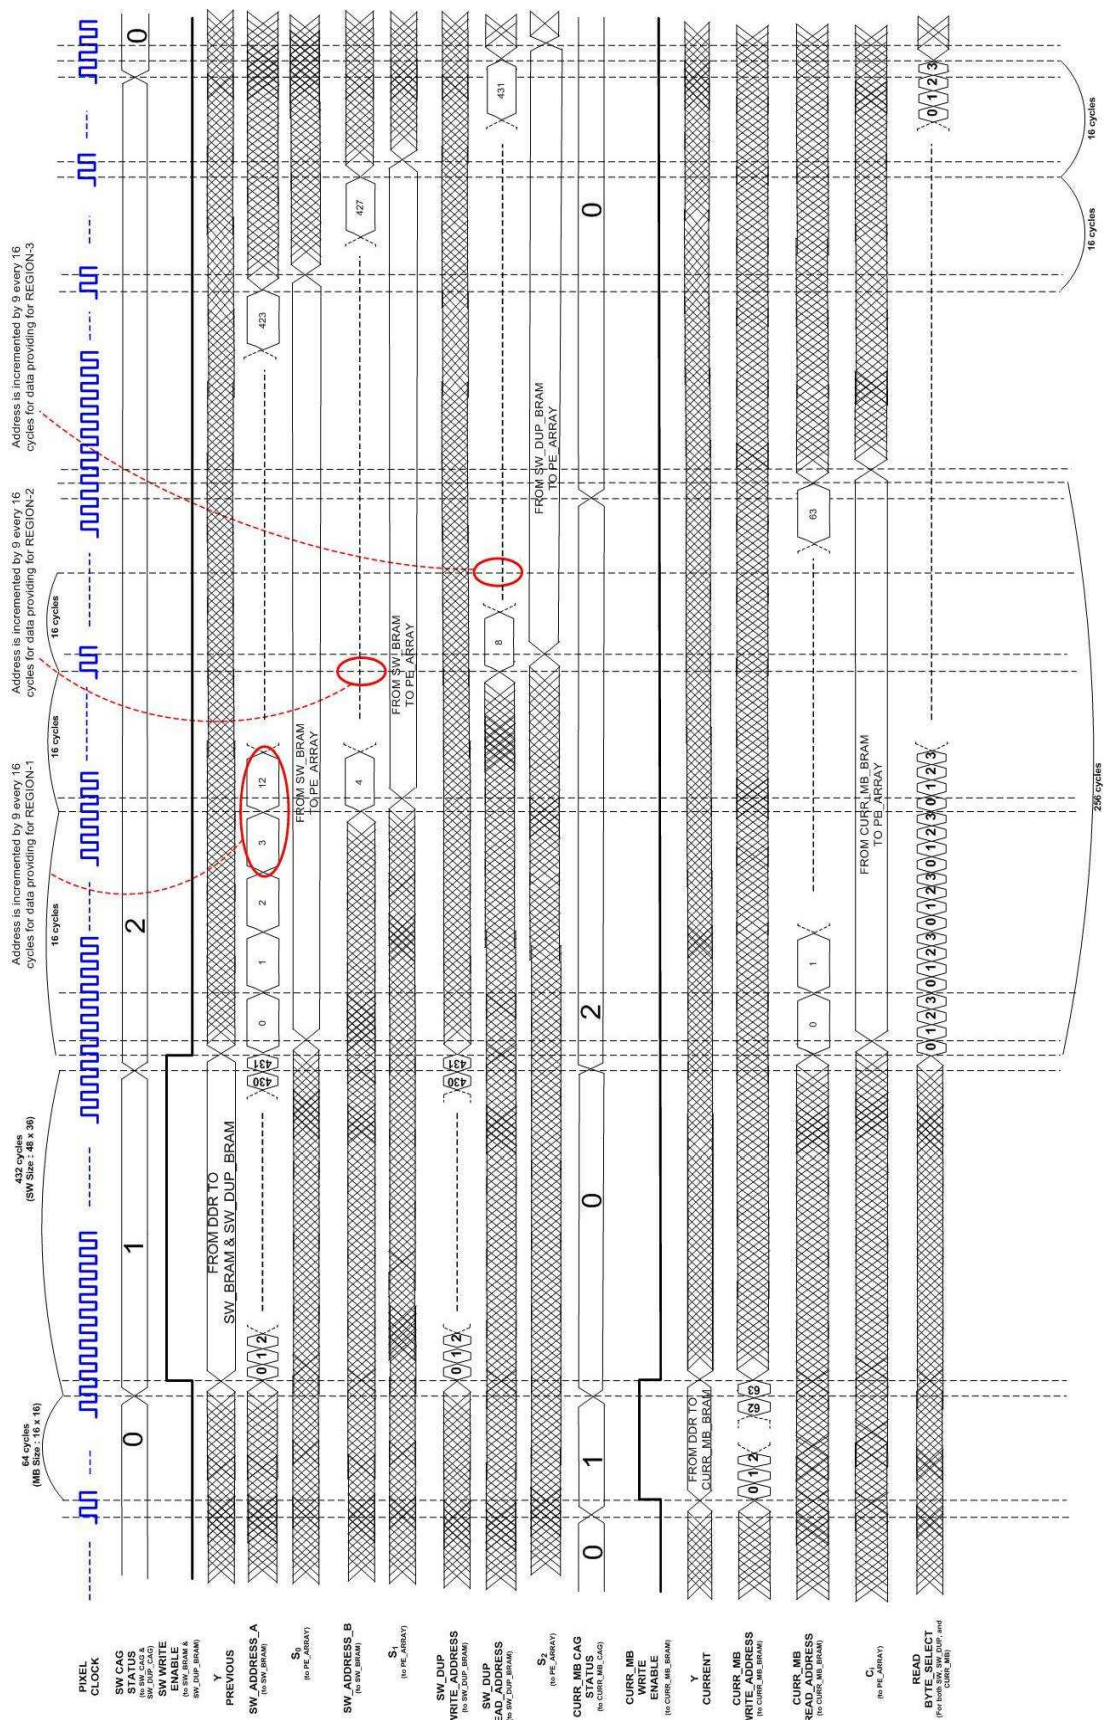 Address is incremented by 9 every 16
cycles for data providing for REGION-1
Address is incremented by 9 every 16
cycles for data providing for REGION-2
Address is incremented by 9 every 16
cycles for data providing for REGION-3
64 cycles
(MB Size : 16 x 16)
432 cycles
(SW Size : 48 x 36)
16 cycles
16 cycles
16 cycles
PIXEL
CLOCK
SW CAG
STATUS
(to SW_CAG &
SW_DUP_CAG)
0
1
2
0
SW WRITE
ENABLE
(to SW_BRAM &
SW_DUP_BRAM)
Y
PREVIOUS
FROM DDR TO
SW_BRAM & SW_DUP_BRAM
SW_ADDRESS_A
(to SW_BRAM)
0 1 2
430 431
0 1 2 3 12
423
S0
(to PE_ARRAY)
FROM SW_BRAM
TO PE_ARRAY
SW_ADDRESS_B
(to SW_BRAM)
4
427
S1
(to PE_ARRAY)
FROM SW_BRAM
TO PE_ARRAY
SW_DUP
WRITE_ADDRESS
(to SW_DUP_BRAM)
0 1 2
430 431
SW_DUP
EAD_ADDRESS
(to SW_DUP_BRAM)
8
431
S2
(to PE_ARRAY)
FROM SW_DUP_BRAM
TO PE_ARRAY
CURR_MB CAG
STATUS
(to CURR_MB_CAG)
0
1
0
2
0
CURR_MB
WRITE
ENABLE
(to CURR_MB_BRAM)
Y
CURRENT
FROM DDR TO
CURR_MB_BRAM
CURR_MB
WRITE_ADDRESS
(to CURR_MB_BRAM)
0 1 2
62 63
CURR_MB
READ_ADDRESS
(to CURR_MB_BRAM)
0 1
63
C
(to PE_ARRAY)
FROM CURR_MB_BRAM
TO PE_ARRAY
READ
BYTE_SELECT
(For both SW, SW_DUP, and
CURR_MB)
0 1 2 3 0 1 2 3 0 1 2 3 0 1 2 3 0 1 2 3
0 1 2 3
256 cycles
16 cycles
16 cycles